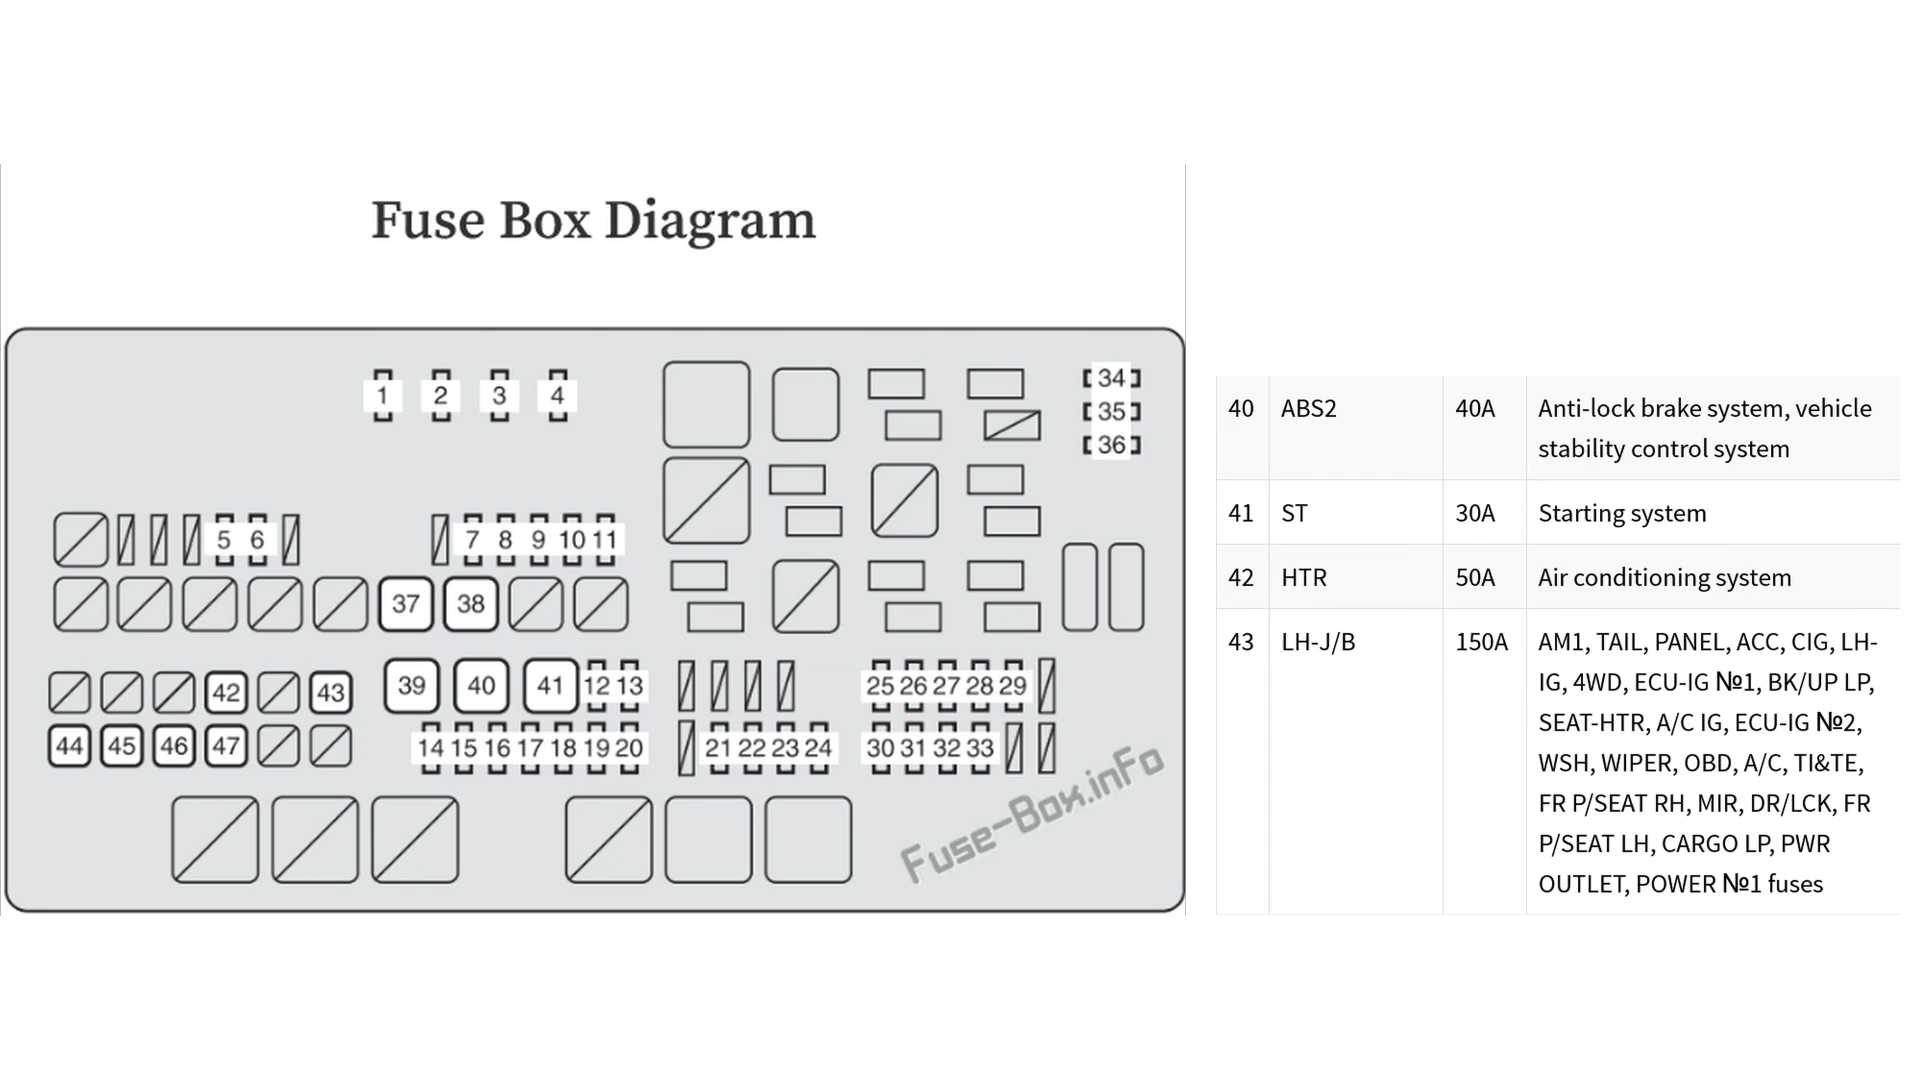 Fuse Box Diagram
1 2 3 4
34
35
36
5 6
7 8 9 10 11
37 38
42 43
39 40 41 12 13
25 26 27 28 29
44 45 46 47
14 15 16 17 18 19 20
21 22 23 24
30 31 32 33
Fuse-Box.inFo
40 ABS2 40A Anti-lock brake system, vehicle
stability control system
41 ST 30A Starting system
42 HTR 50A Air conditioning system
43 LH-J/B 150A AM1, TAIL, PANEL, ACC, CIG, LH-
IG, 4WD, ECU-IG №1, BK/UP LP,
SEAT-HTR, A/C IG, ECU-IG №2,
WSH, WIPER, OBD, A/C, TI&TE,
FR P/SEAT RH, MIR, DR/LCK, FR
P/SEAT LH, CARGO LP, PWR
OUTLET, POWER №1 fuses